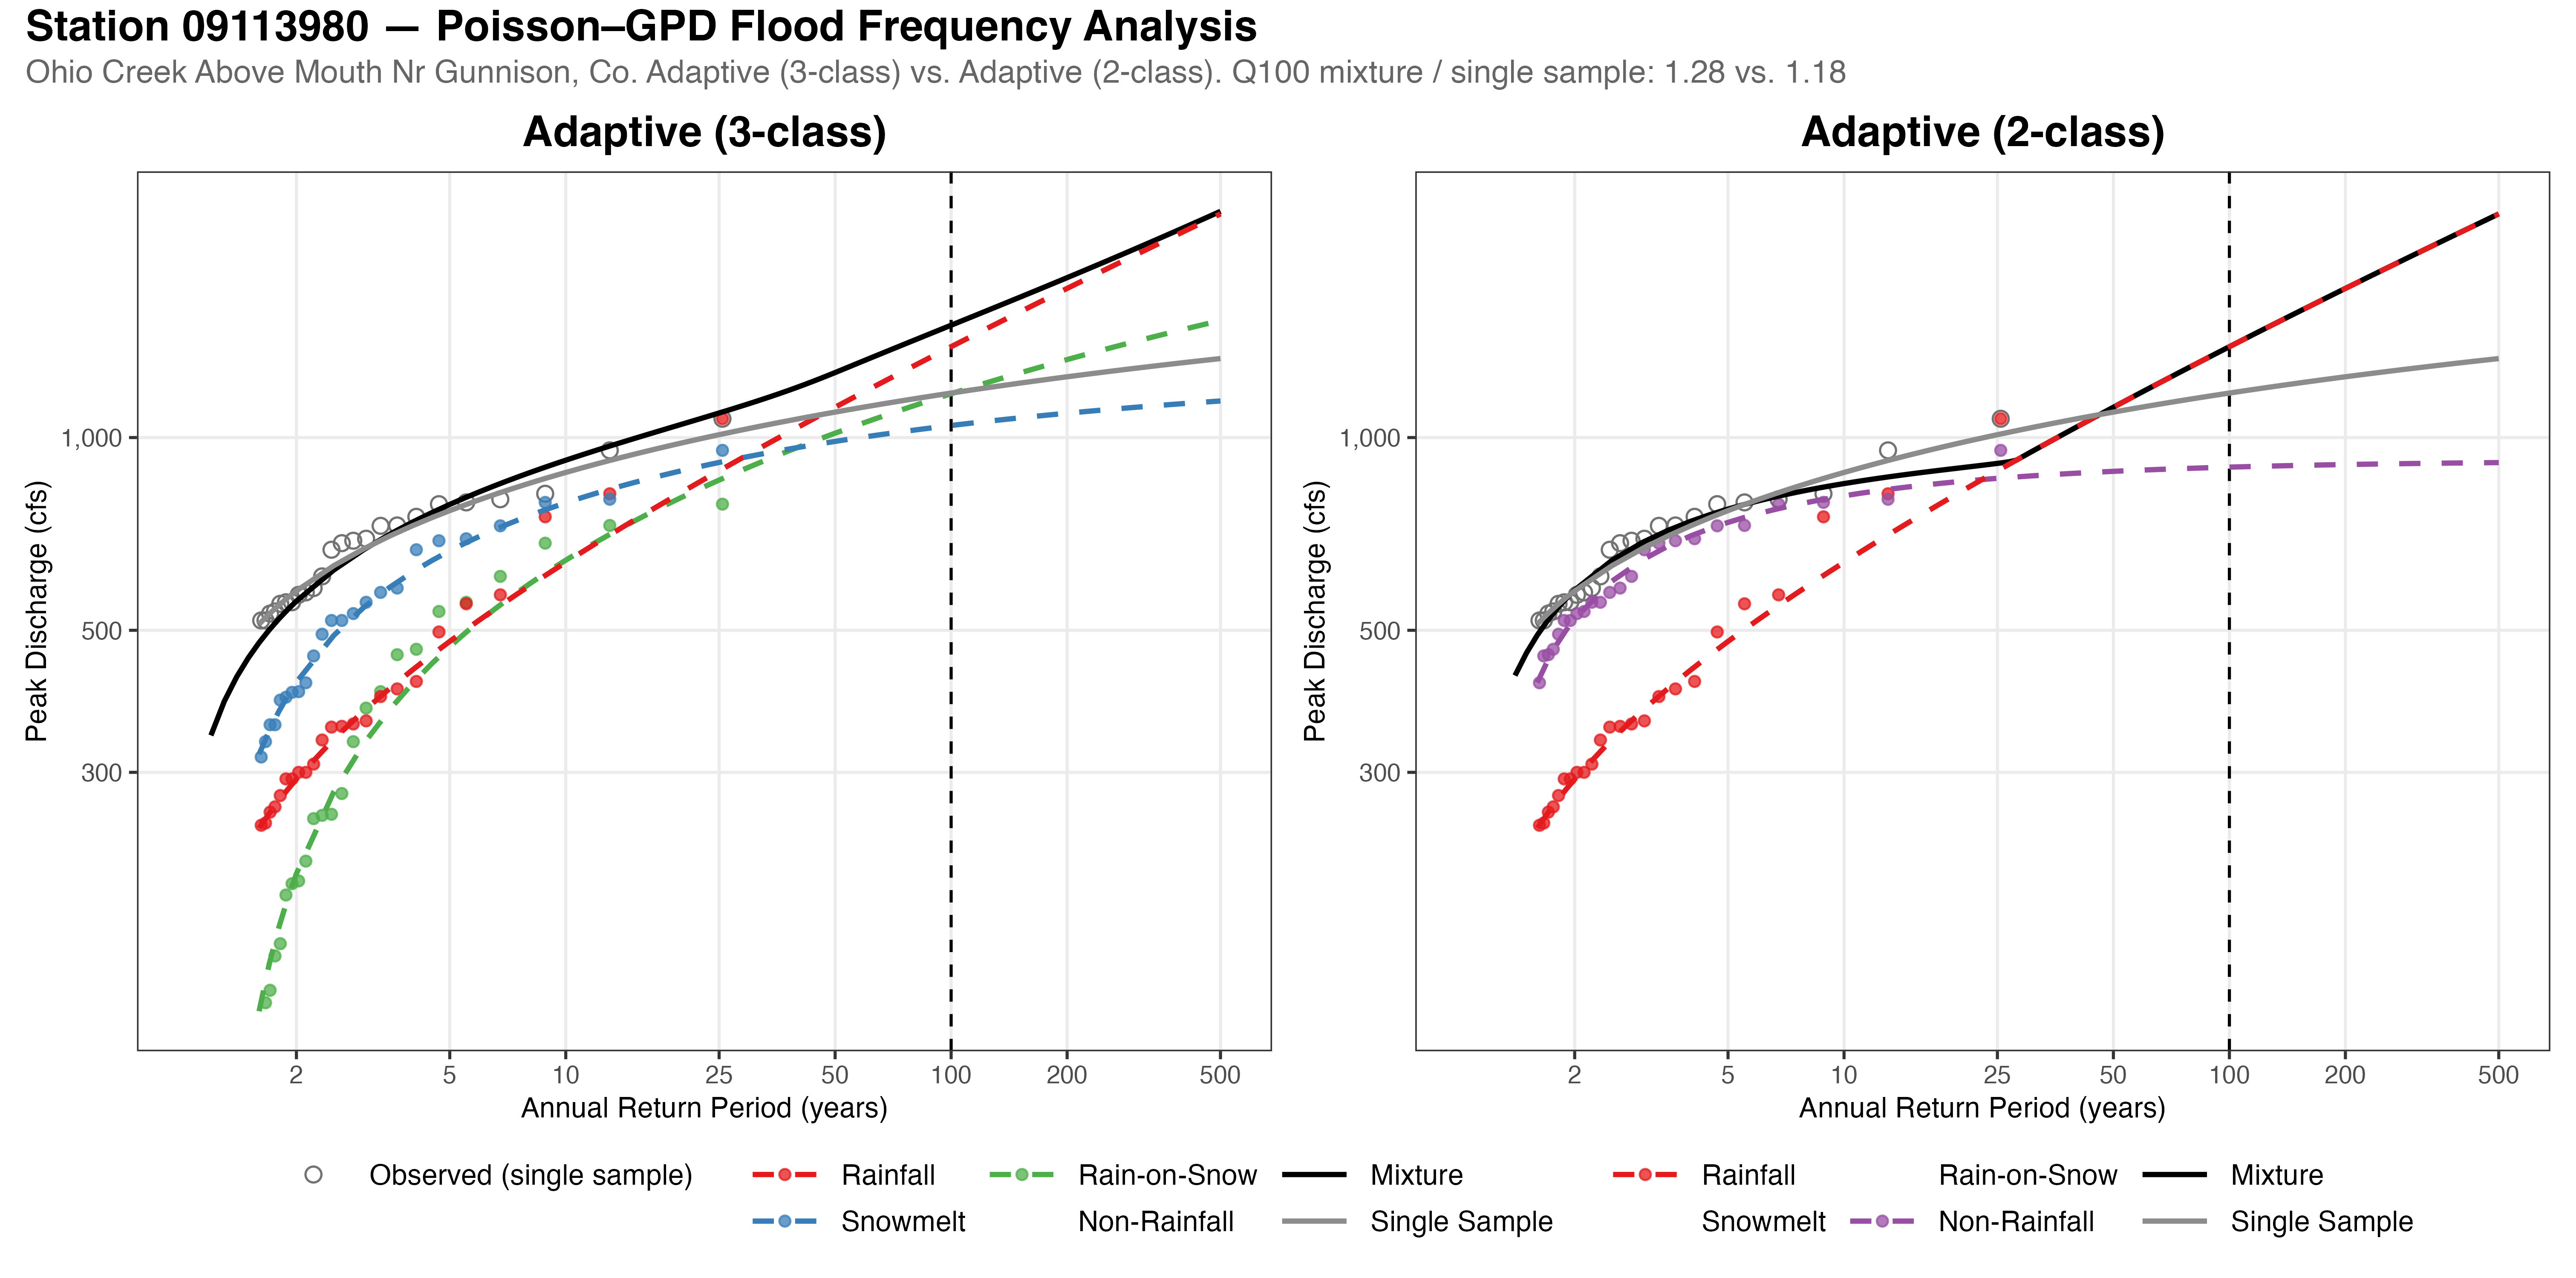 Station 09113980 — Poisson–GPD Flood Frequency Analysis
Ohio Creek Above Mouth Nr Gunnison, Co. Adaptive (3-class) vs. Adaptive (2-class). Q100 mixture / single sample: 1.28 vs. 1.18
Adaptive (3-class)
Peak Discharge (cfs)
1,000
500
300
2 5 10 25 50 100 200 500
Annual Return Period (years)
Adaptive (2-class)
Peak Discharge (cfs)
1,000
500
300
2 5 10 25 50 100 200 500
Annual Return Period (years)
Observed (single sample) Rainfall Rain-on-Snow Mixture Rainfall Rain-on-Snow Mixture
Snowmelt Non-Rainfall Single Sample Snowmelt Non-Rainfall Single Sample